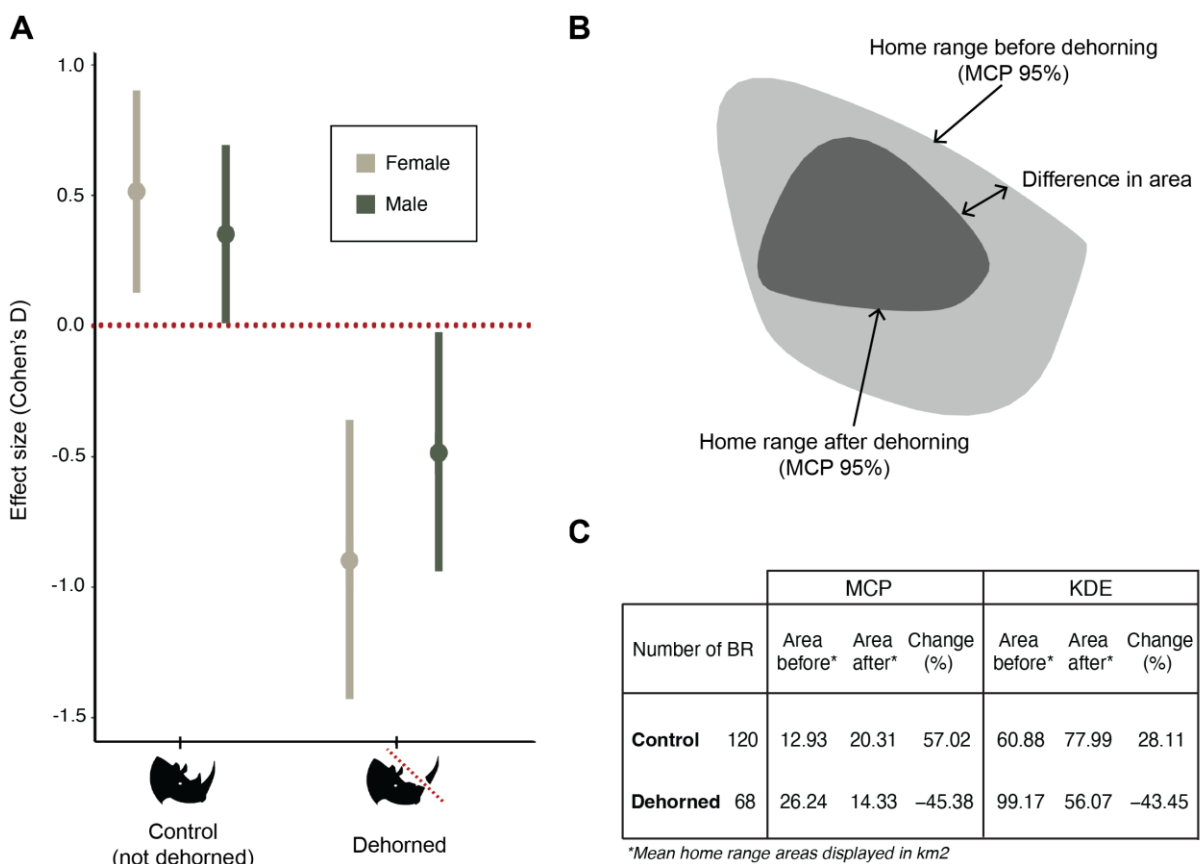 A
1.0
0.5
0.0
-0.5
-1.0
-1.5
Effect size (Cohen's D)
Female
Male
Control
(not dehorned)
Dehorned
B
Home range before dehorning
(MCP 95%)
Difference in area
Home range after dehorning
(MCP 95%)
C
MCP KDE
Number of BR Area before* Area after* Change (%) Area before* Area after* Change (%)
Control 120 12.93 20.31 57.02 60.88 77.99 28.11
Dehorned 68 26.24 14.33 −45.38 99.17 56.07 −43.45
*Mean home range areas displayed in km2